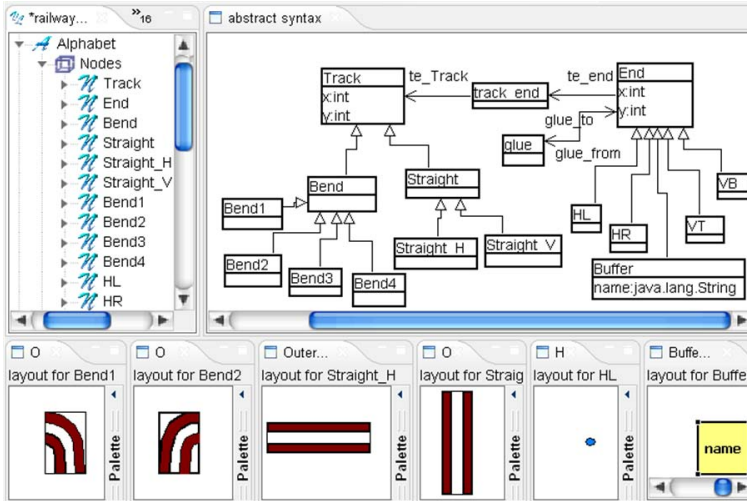 *railway...
»16
Alphabet
Nodes
Track
End
Bend
Straight
Straight_H
Straight_V
Bend1
Bend2
Bend3
Bend4
HL
HR
abstract syntax
Track
x:int
y:int
te_Track
track_end
te_end
End
x:int
y:int
glue_to
glue
glue_from
Bend
Straight
Bend1
Bend2
Bend3
Bend4
Straight_H
Straight_V
HL
HR
VT
VB
Buffer
name:java.lang.String
O
layout for Bend1
Palette
O
layout for Bend2
Palette
Outer...
layout for Straight_H
Palette
O
layout for Straig
Palette
H
layout for HL
Palette
Buffe...
layout for Buffe
name